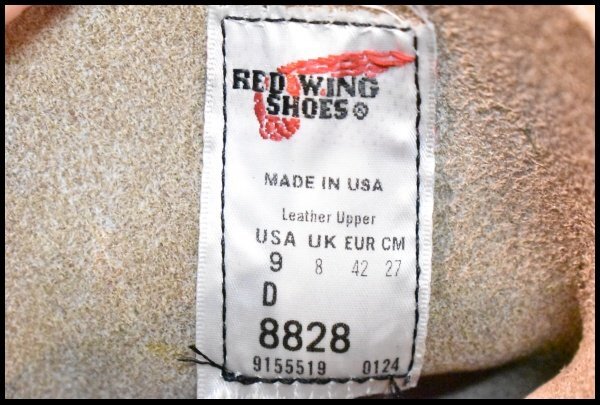 RED WING
SHOES®
MADE IN USA
Leather Upper
USA UK EUR CM
9 8 42 27
D
8828
9155519 0124